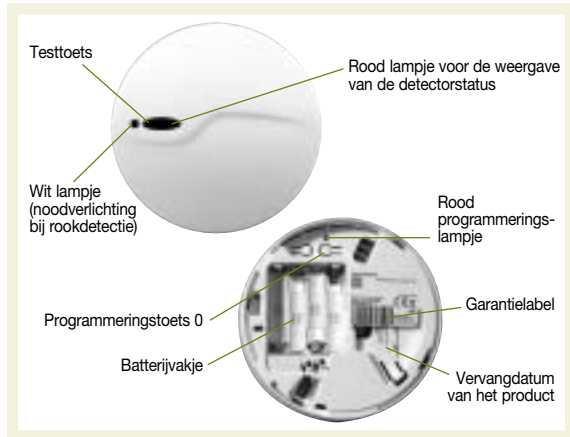 Testtoets
Rood lampje voor de weergave
van de detectorstatus
Wit lampje
(noodverlichting
bij rookdetectie)
Rood
programmerings-
lampje
Programmeringstoets 0
Garantielabel
Batterijvakje
Vervangdatum
van het product